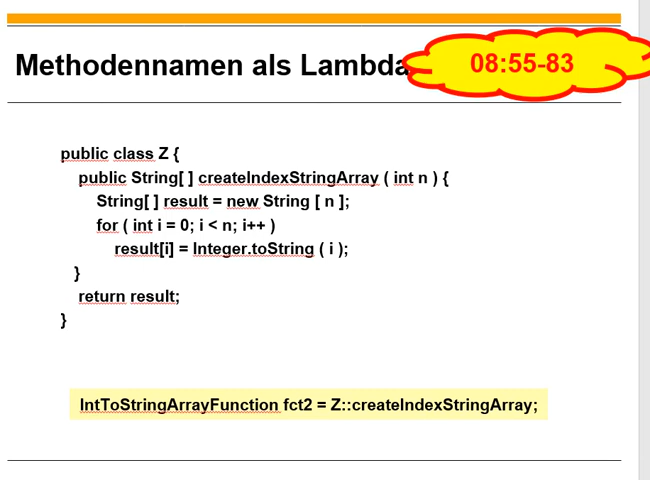 Methodennamen als Lambda
08:55-83
public class Z {
public String[ ] createIndexStringArray ( int n ) {
String[ ] result = new String [ n ];
for ( int i = 0; i < n; i++ )
result[i] = Integer.toString ( i );
}
return result;
}
IntToStringArrayFunction fct2 = Z::createIndexStringArray;